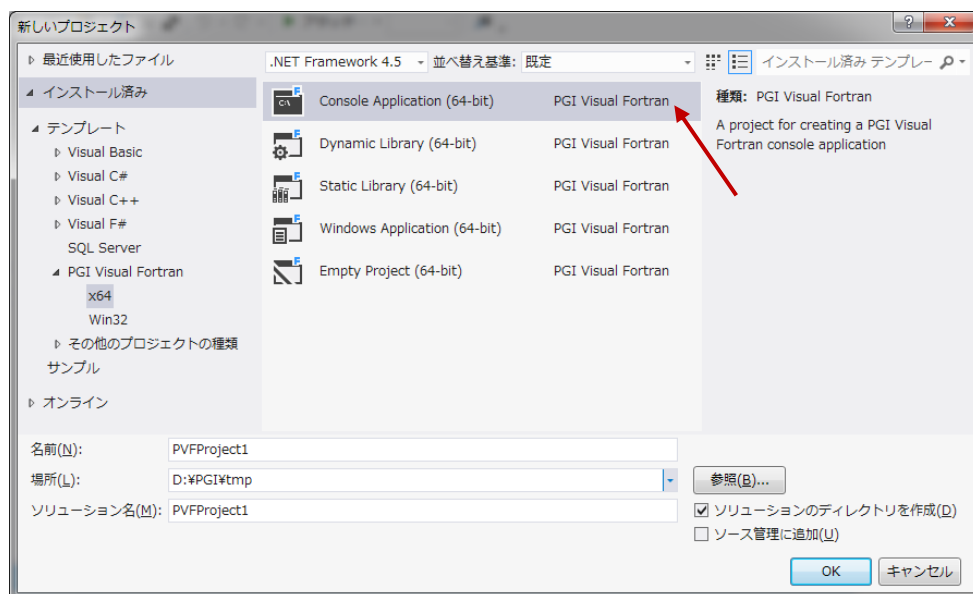 新しいプロジェクト
最近使用したファイル
.NET Framework 4.5 並べ替え基準: 既定
インストール済み テンプレー
インストール済み
テンプレート
Visual Basic
Visual C#
Visual C++
Visual F#
SQL Server
PGI Visual Fortran
x64
Win32
その他のプロジェクトの種類
サンプル
オンライン
Console Application (64-bit) PGI Visual Fortran
Dynamic Library (64-bit) PGI Visual Fortran
Static Library (64-bit) PGI Visual Fortran
Windows Application (64-bit) PGI Visual Fortran
Empty Project (64-bit) PGI Visual Fortran
種類: PGI Visual Fortran
A project for creating a PGI Visual
Fortran console application
名前(N): PVFProject1
場所(L): D:¥PGI¥tmp
参照(B)...
ソリューション名(M): PVFProject1
ソリューションのディレクトリを作成(D)
ソース管理に追加(U)
OK キャンセル